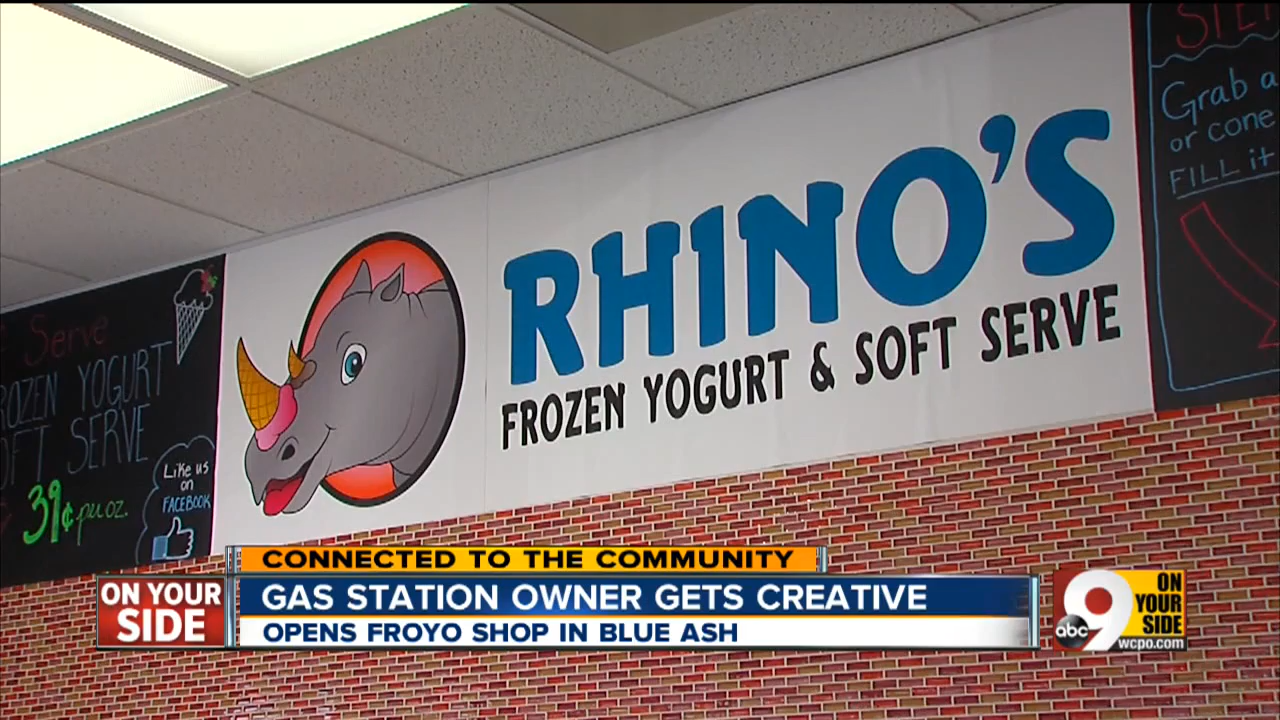 Serve
FROZEN YOGURT
SOFT SERVE
39¢ per oz.
Like us
on
FACEBOOK
RHINO'S
FROZEN YOGURT & SOFT SERVE
Grab a
or cone
FILL it
CONNECTED TO THE COMMUNITY
ON YOUR
SIDE
GAS STATION OWNER GETS CREATIVE
OPENS FROYO SHOP IN BLUE ASH
abc 9
ON
YOUR
SIDE
wcpo.com